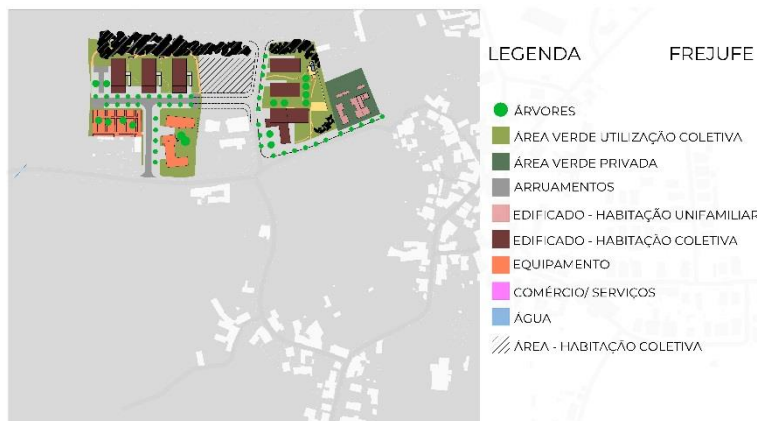 LEGENDA FREJUFE
ÁRVORES
ÁREA VERDE UTILIZAÇÃO COLETIVA
ÁREA VERDE PRIVADA
ARRUAMENTOS
EDIFICADO - HABITAÇÃO UNIFAMILIAR
EDIFICADO - HABITAÇÃO COLETIVA
EQUIPAMENTO
COMÉRCIO/ SERVIÇOS
ÁGUA
ÁREA - HABITAÇÃO COLETIVA